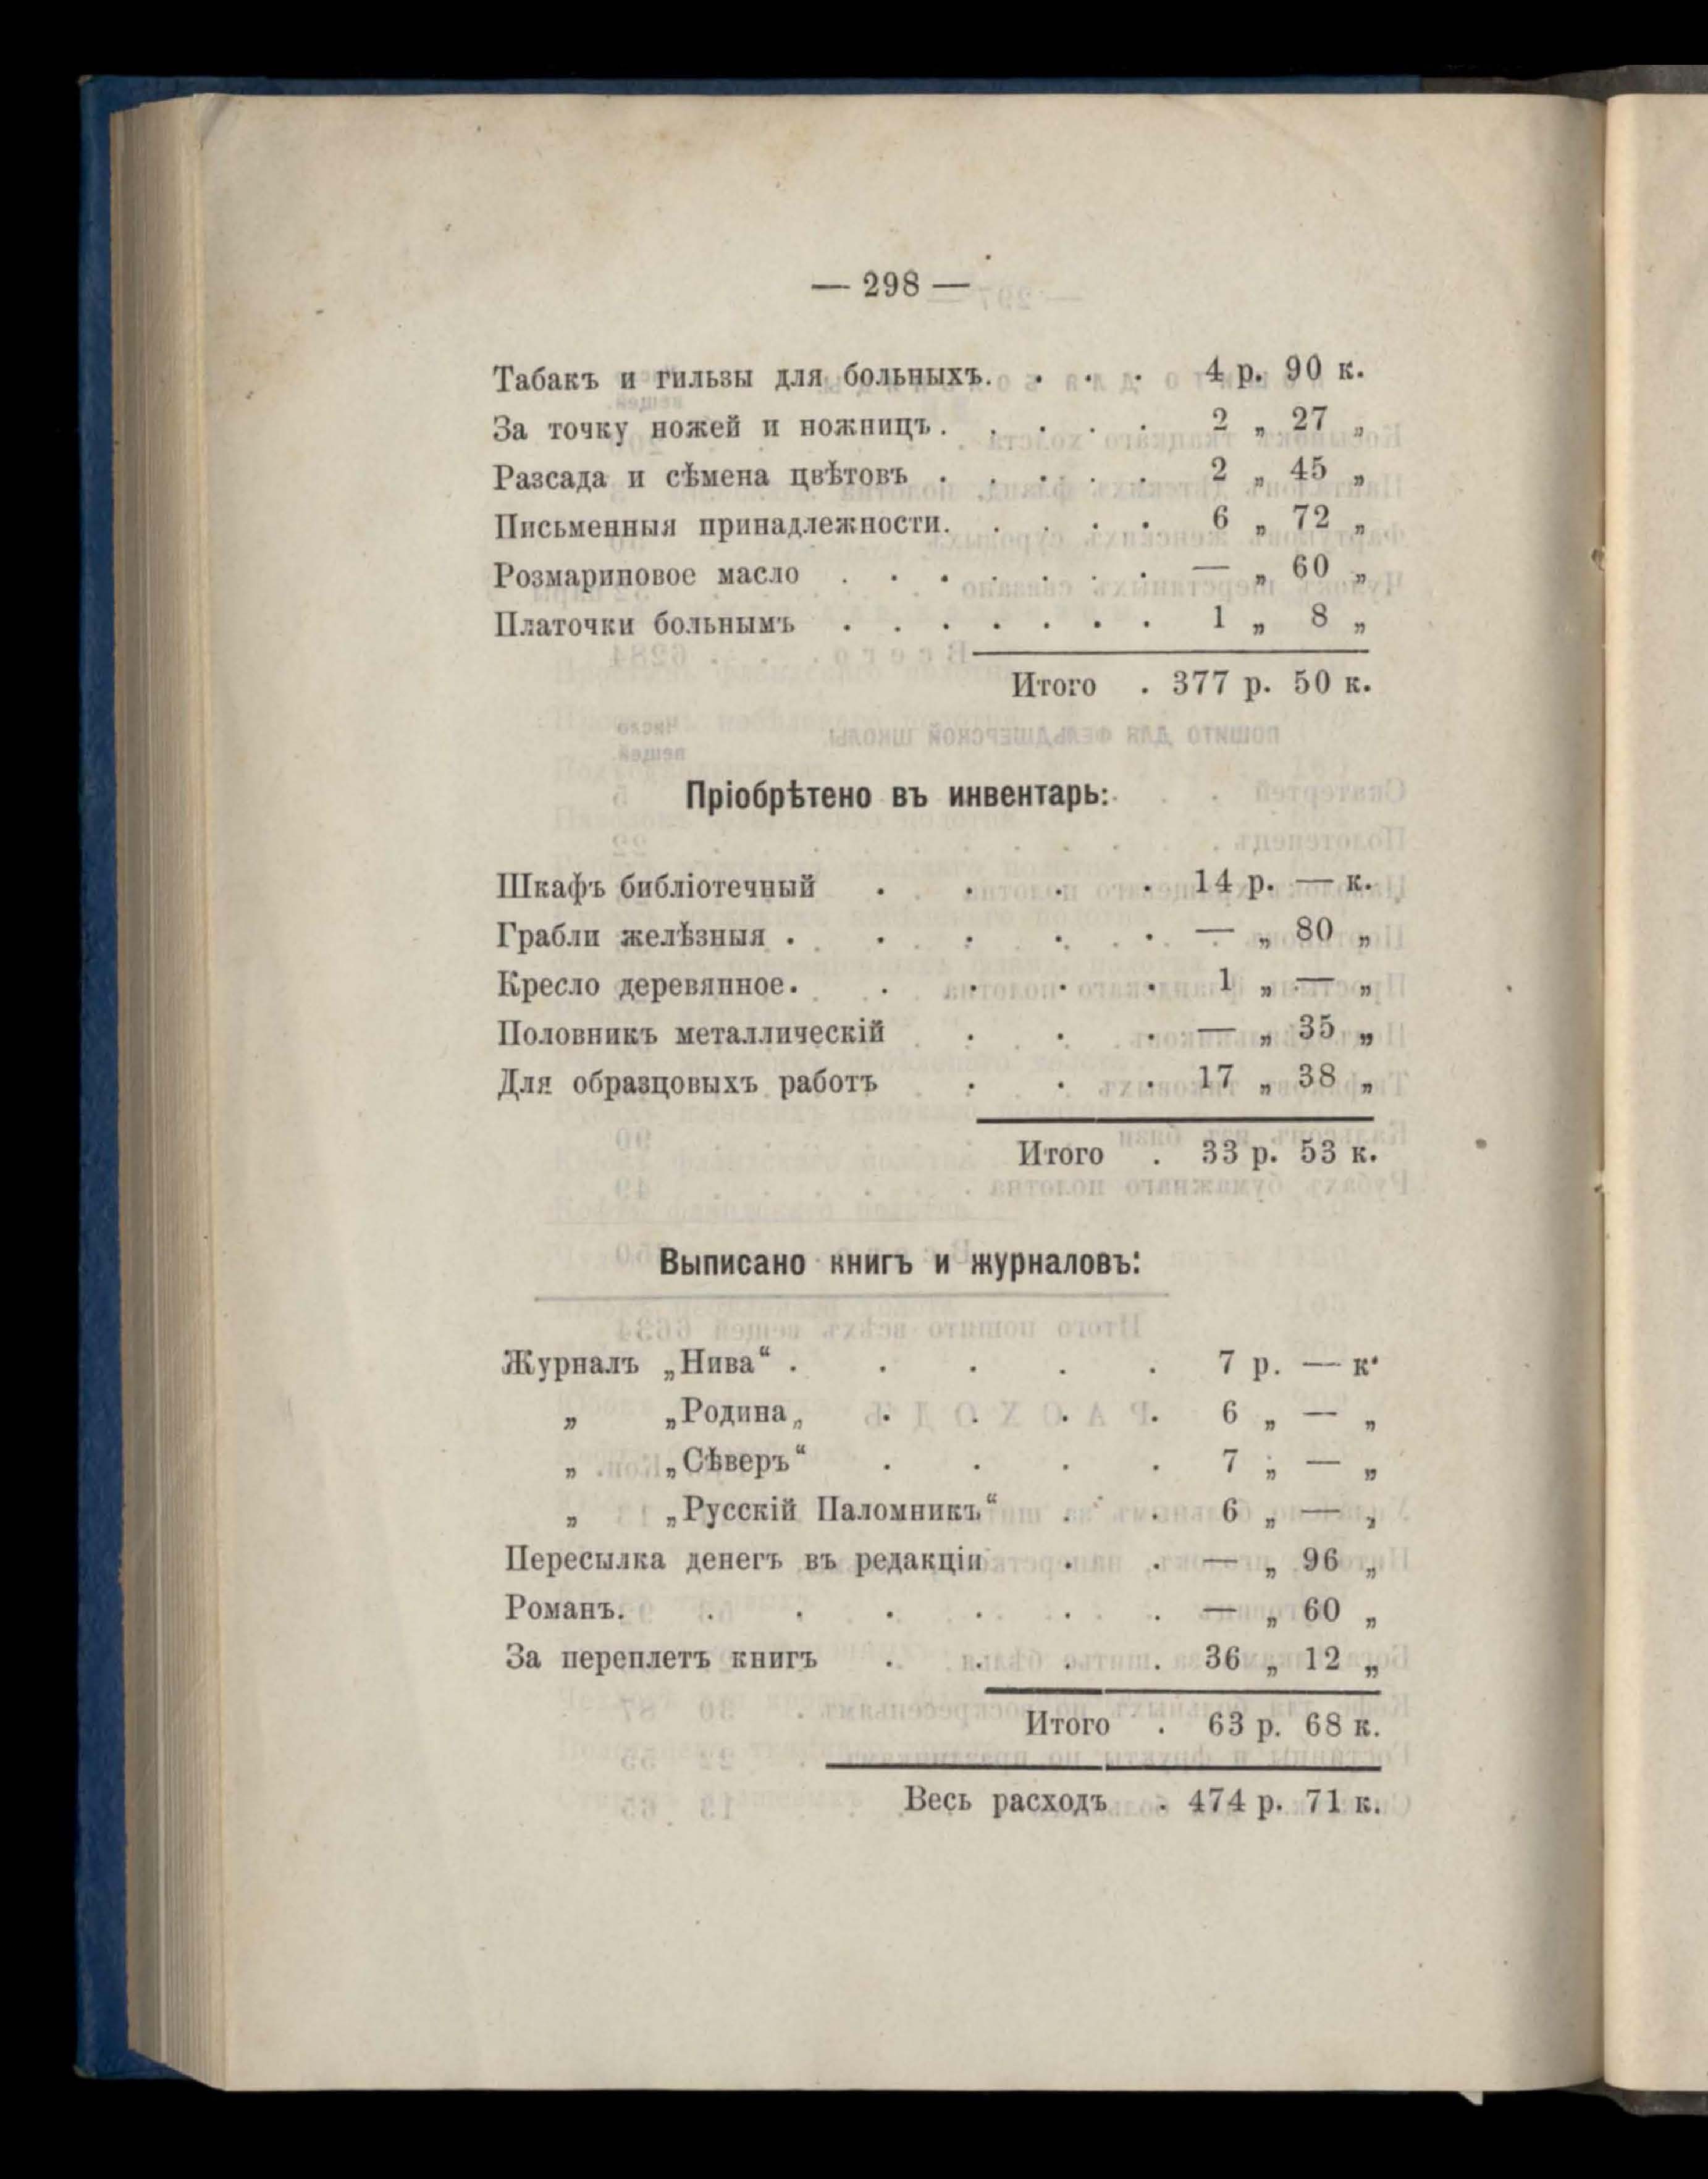 — 298 —
Табакъ и гильзы для больныхъ. . . . 4 р. 90 к.
За точку ножей и ножницъ. . . . . 2 „ 27 „
Разсада и сѣмена цвѣтовъ . . . . . 2 „ 45 „
Письменныя принадлежности. . . . . 6 „ 72 „
Розмариновое масло . . . . . . . — „ 60 „
Платочки больнымъ . . . . . . . 1 „ 8 „
Итого . 377 р. 50 к.
Пріобрѣтено въ инвентарь:
Шкафъ библіотечный . . . . 14 р. — к.
Грабли желѣзныя . . . . . — „ 80 „
Кресло деревянное. . . . . 1 „ — „
Половникъ металлическій . . . — „ 35 „
Для образцовыхъ работъ . . . 17 „ 38 „
Итого . 33 р. 53 к.
Выписано книгъ и журналовъ:
Журналъ „Нива“ . . . . . 7 р. — к.
„ „Родина„ . . . . 6 „ — „
„ „Сѣверъ“ . . . . 7 „ — „
„ „Русскій Паломникъ“ . . 6 „ — „
Пересылка денегъ въ редакціи . . — „ 96 „
Романъ. . . . . . . — „ 60 „
За переплетъ книгъ . . . . 36 „ 12 „
Итого . 63 р. 68 к.
Весь расходъ . 474 р. 71 к.